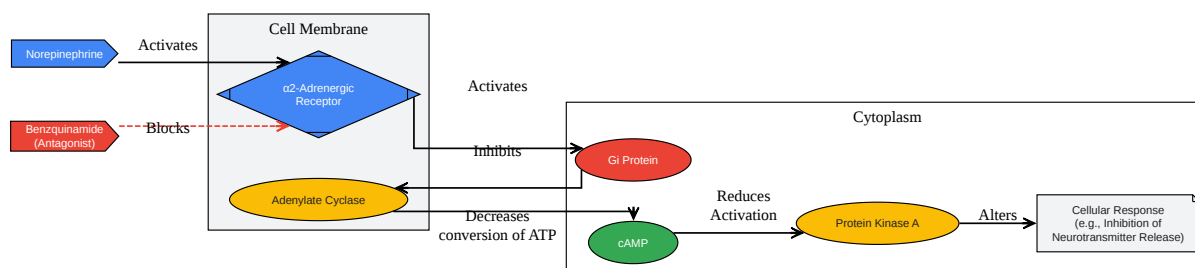 Cell Membrane
Norepinephrine
Activates
α2-Adrenergic
Receptor
Activates
Cytoplasm
Benzquinamide
(Antagonist)
Blocks
Inhibits
Gi Protein
Adenylate Cyclase
Decreases
conversion of ATP
cAMP
Reduces
Activation
Protein Kinase A
Alters
Cellular Response
(e.g., Inhibition of
Neurotransmitter Release)